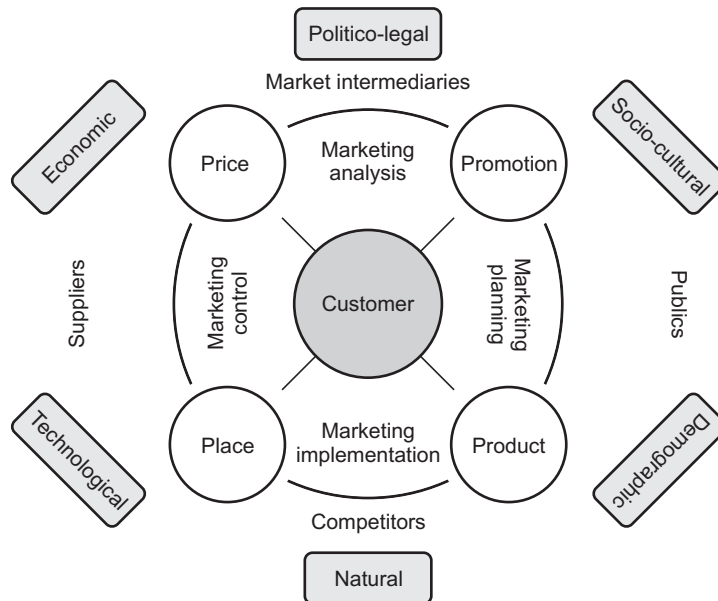 Politico-legal
Market intermediaries
Economic
Socio-cultural
Price
Marketing
analysis
Promotion
Suppliers
Marketing
control
Customer
Marketing
planning
Publics
Technological
Place
Marketing
implementation
Product
Demographic
Competitors
Natural